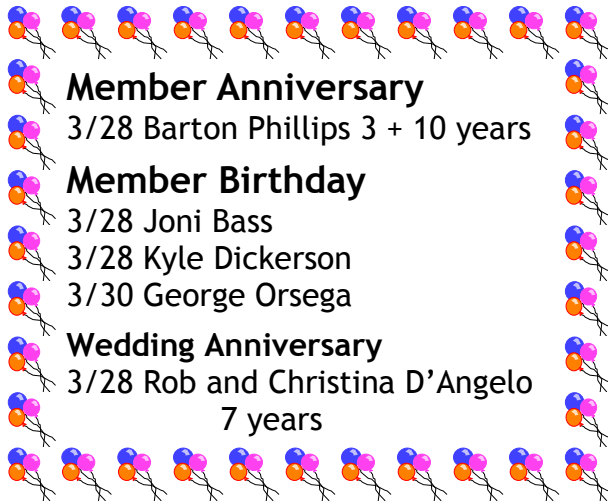 Member Anniversary
3/28 Barton Phillips 3 + 10 years
Member Birthday
3/28 Joni Bass
3/28 Kyle Dickerson
3/30 George Orsega
Wedding Anniversary
3/28 Rob and Christina D’Angelo
7 years